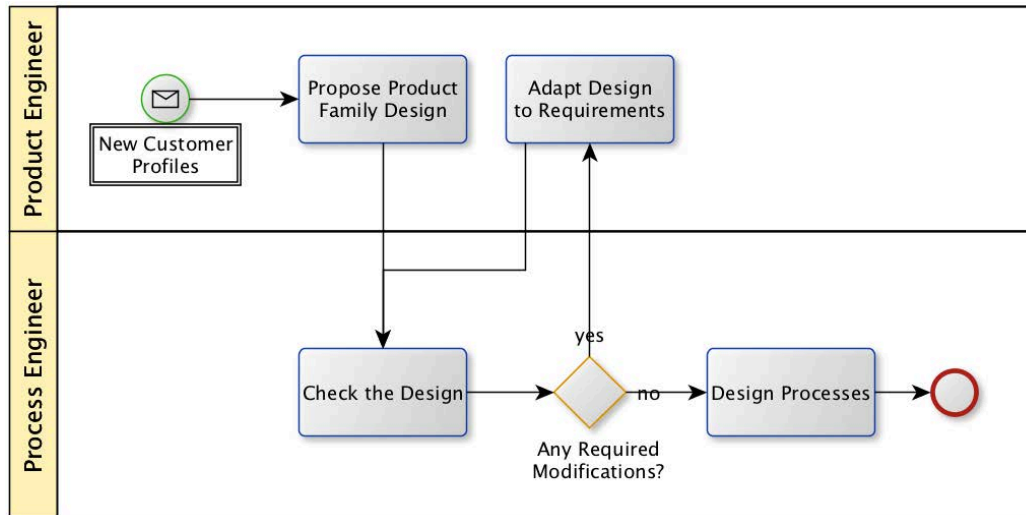 Product Engineer
New Customer
Profiles
Propose Product
Family Design
Adapt Design
to Requirements
Process Engineer
Check the Design
yes
no
Any Required
Modifications?
Design Processes